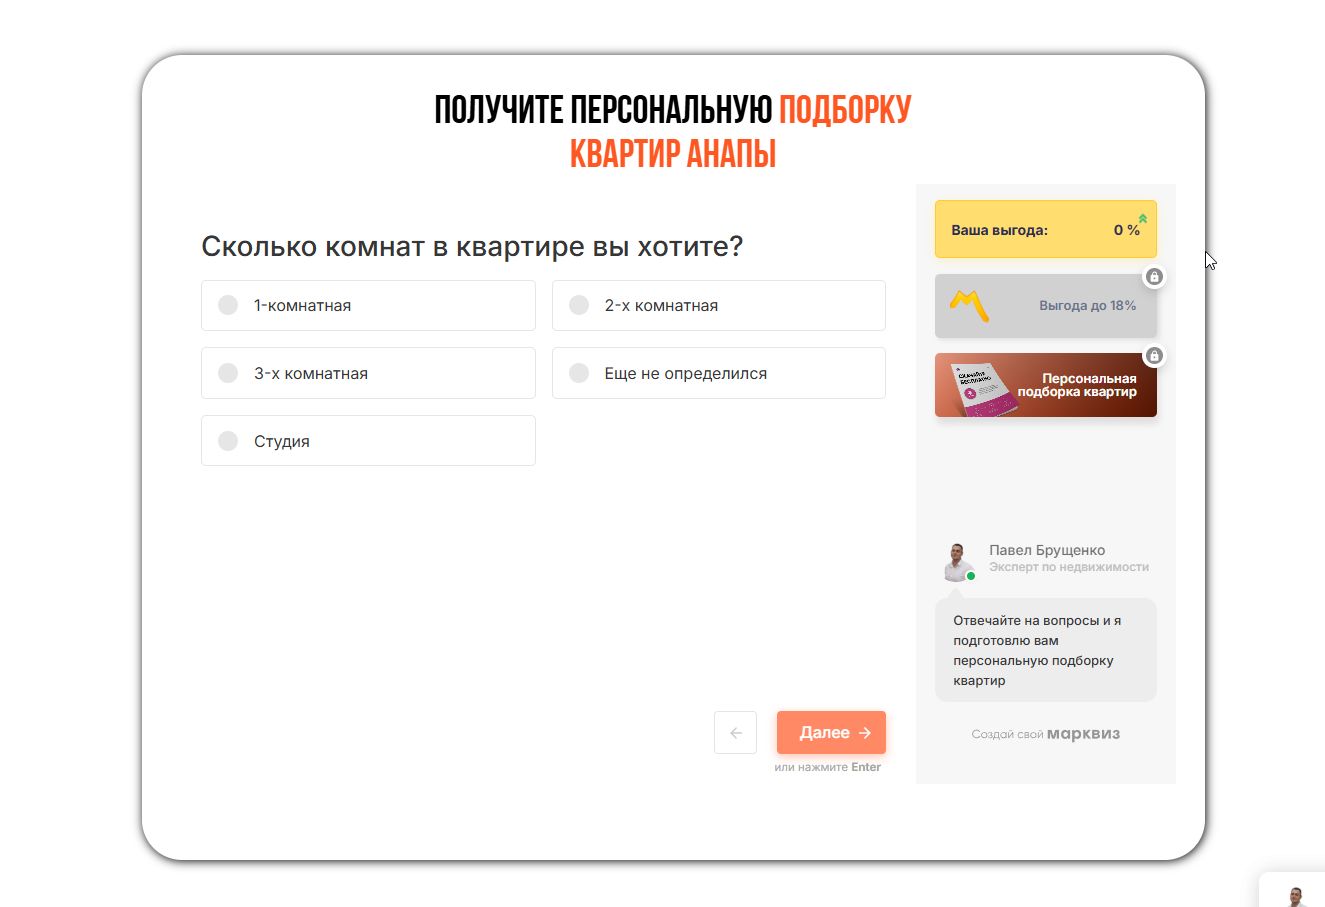 ПОЛУЧИТЕ ПЕРСОНАЛЬНУЮ ПОДБОРКУ
КВАРТИР АНАПЫ
Сколько комнат в квартире вы хотите?
1-комнатная
2-х комнатная
3-х комнатная
Еще не определился
Студия
Далее
или нажмите Enter
Ваша выгода: 0 %
Выгода до 18%
СКАЧАЙТЕ
БЕСПЛАТНО
Персональная
подборка квартир
Павел Брущенко
Эксперт по недвижимости
Отвечайте на вопросы и я
подготовлю вам
персональную подборку
квартир
Создай свой марквиз